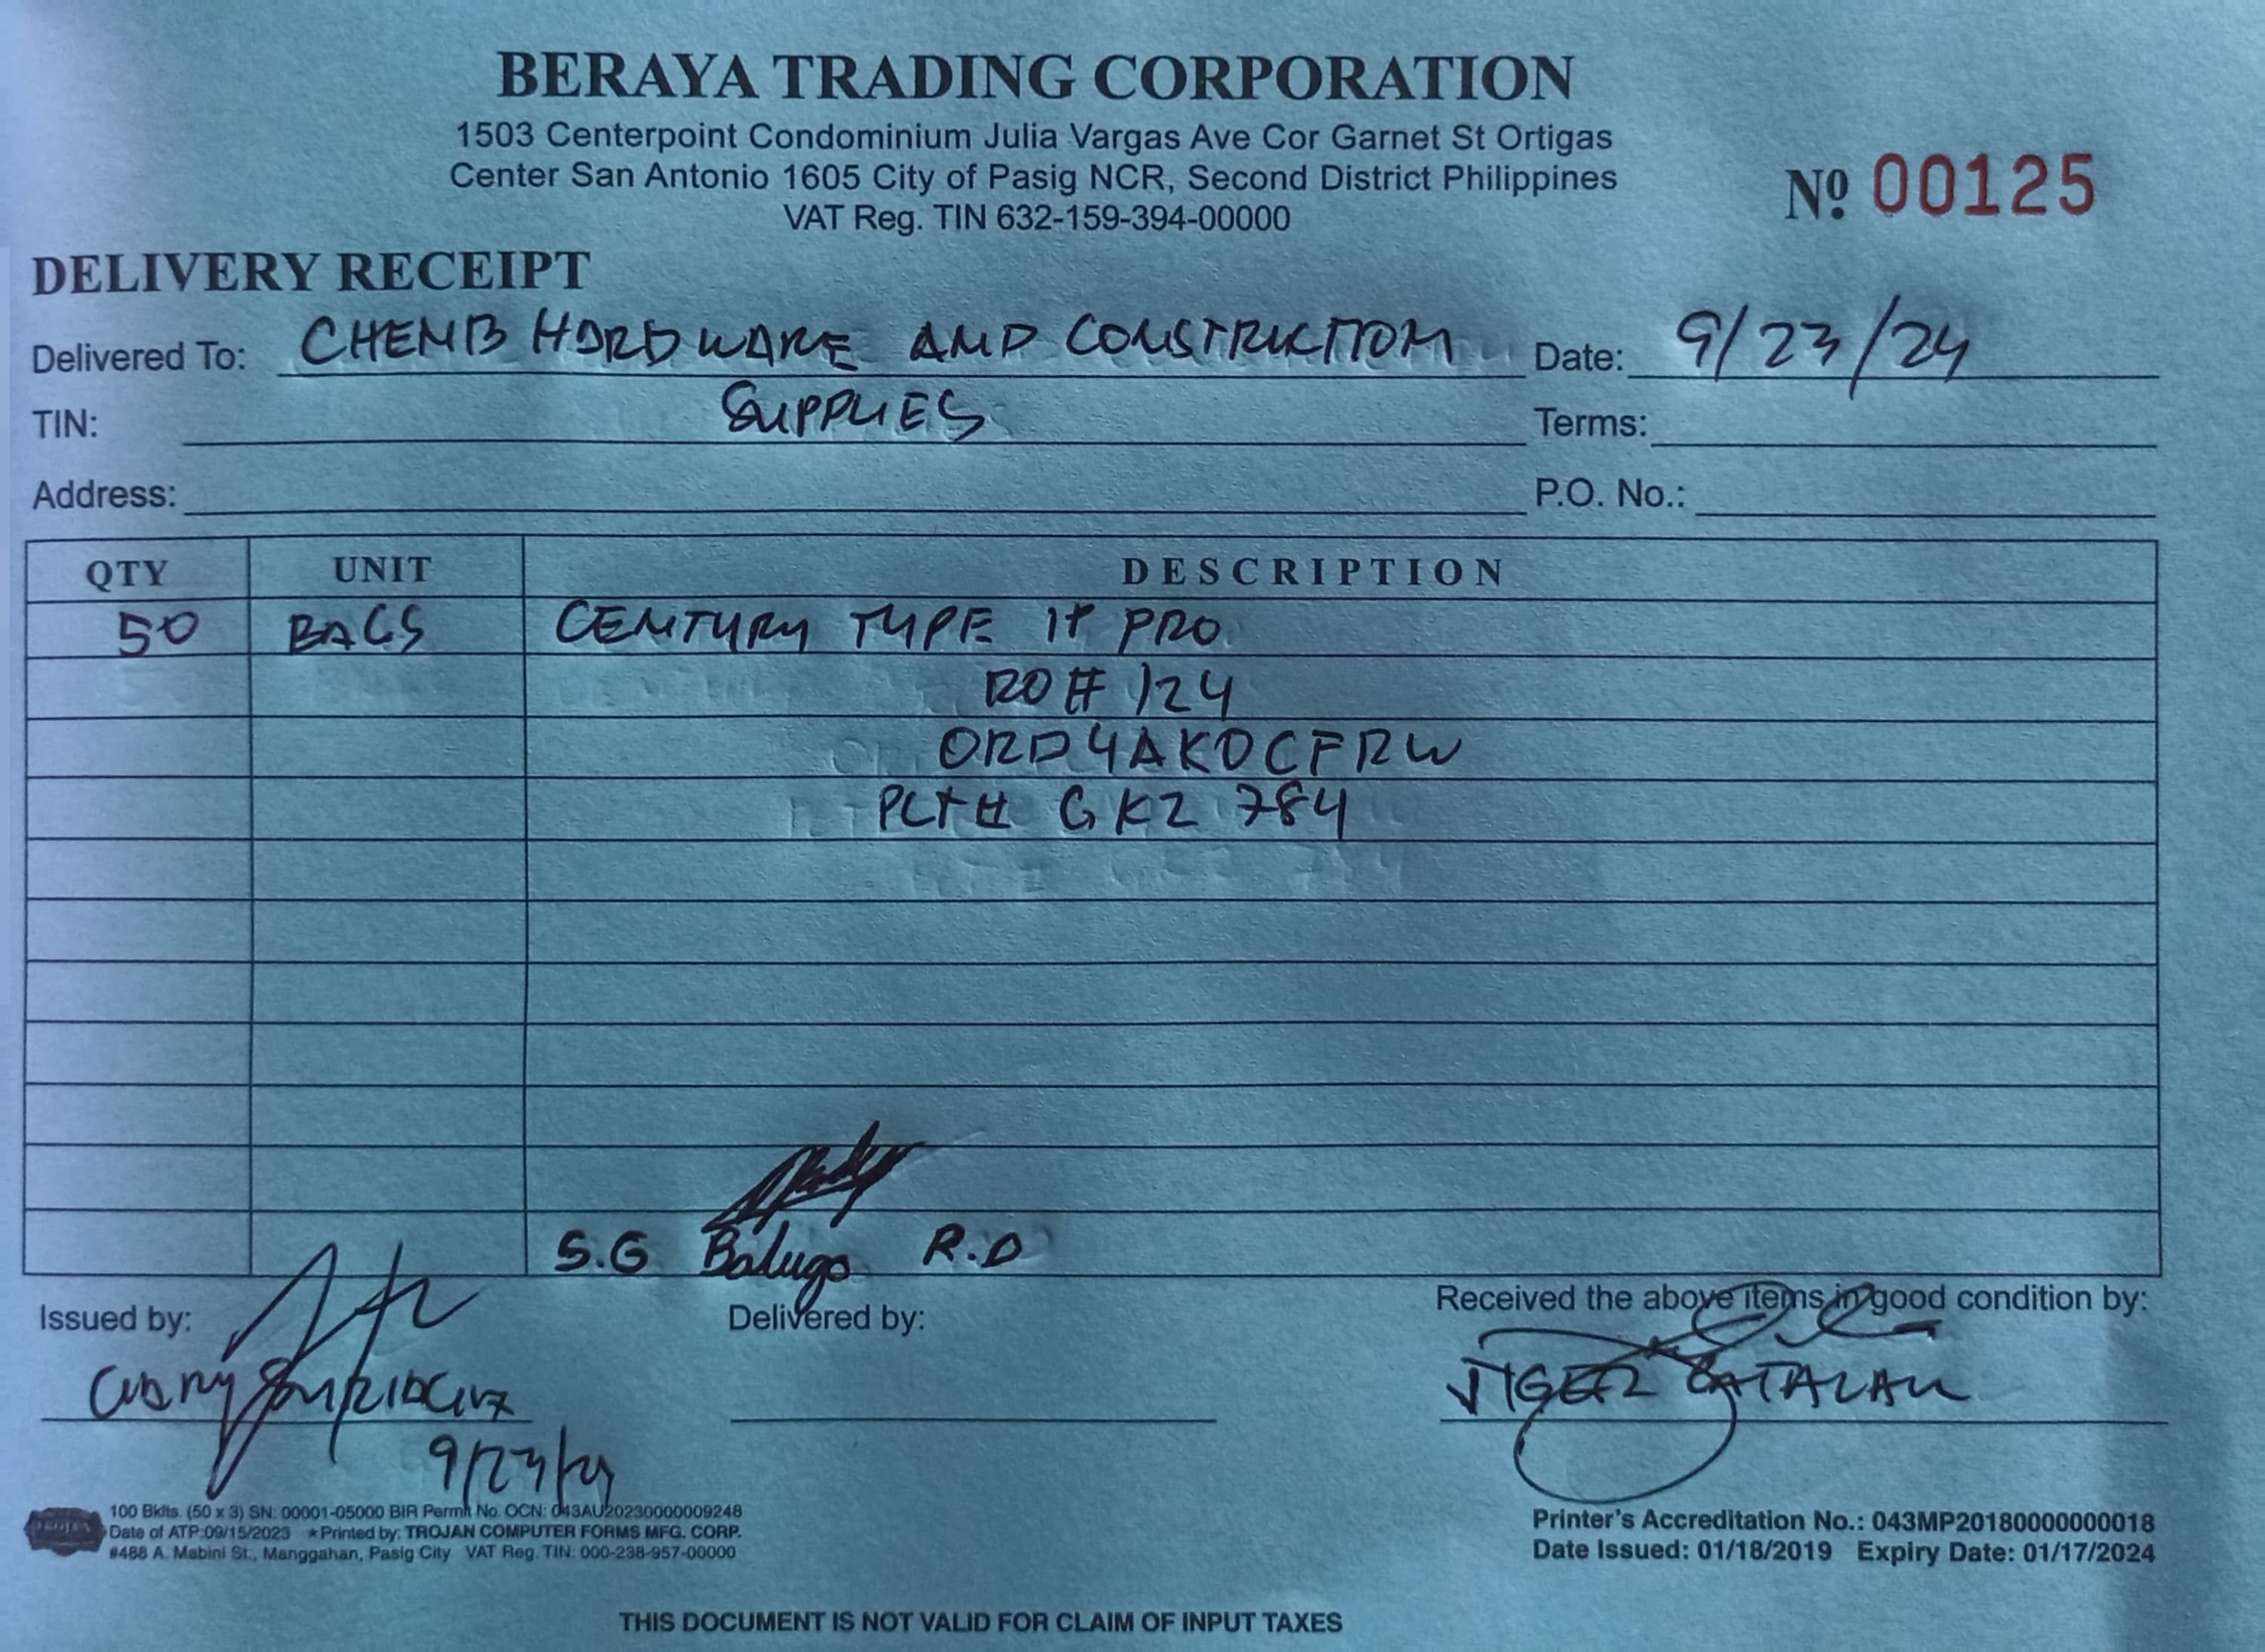 BERAYA TRADING CORPORATION
1503 Centerpoint Condominium Julia Vargas Ave Cor Garnet St Ortigas
Center San Antonio 1605 City of Pasig NCR, Second District Philippines
VAT Reg. TIN 632-159-394-00000
Nº 00125
DELIVERY RECEIPT
Delivered To: CHEMB HARDWARE AND CONSTRUCTION Date: 9/23/24
SUPPLIES
TIN: Terms:
Address: P.O. No.:
QTY UNIT DESCRIPTION
50 BAGS CENTURY TYPE 1P PRO
RO# 124
ORD4AKOCFRW
PLT# GKZ 784
S.G Balugo R.D
Issued by: Delivered by: Received the above items in good condition by:
JIGER CATALAN
9/23/24
100 Bklts. (50 x 3) SN: 00001-05000 BIR Permit No. OCN: 043AU20230000009248
Date of ATP:09/15/2023 ★Printed by: TROJAN COMPUTER FORMS MFG. CORP.
#488 A. Mabini St., Manggahan, Pasig City VAT Reg. TIN: 000-238-957-00000
Printer's Accreditation No.: 043MP20180000000018
Date Issued: 01/18/2019 Expiry Date: 01/17/2024
THIS DOCUMENT IS NOT VALID FOR CLAIM OF INPUT TAXES